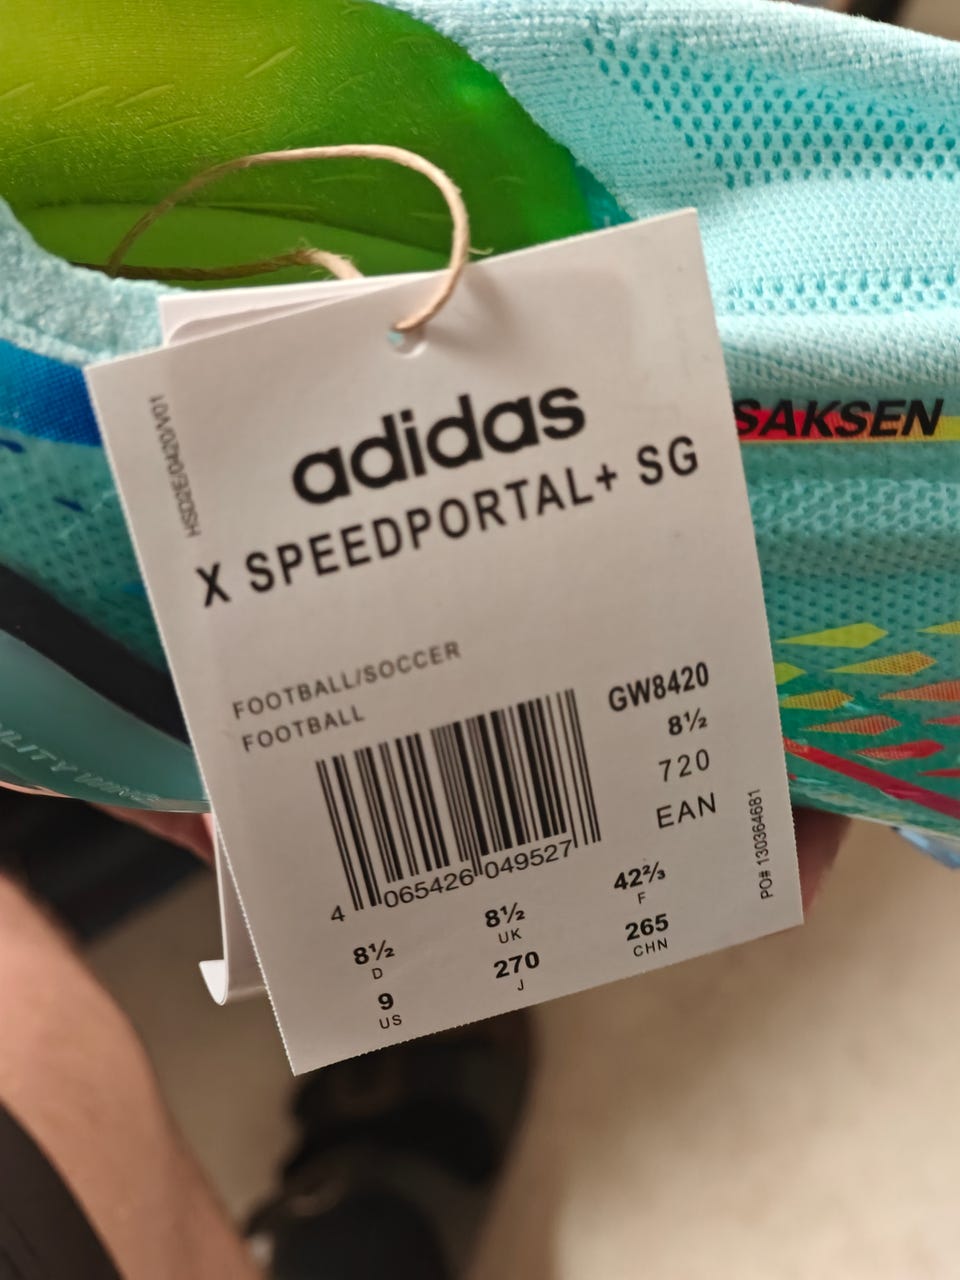 HSD2E/0420/V01
adidas
X SPEEDPORTAL+ SG
SAKSEN
FOOTBALL/SOCCER
FOOTBALL
GW8420
8½
720
EAN
4 065426 049527
PO# 130364681
8½ 8½ 42⅔
D UK F
9 270 265
US J CHN